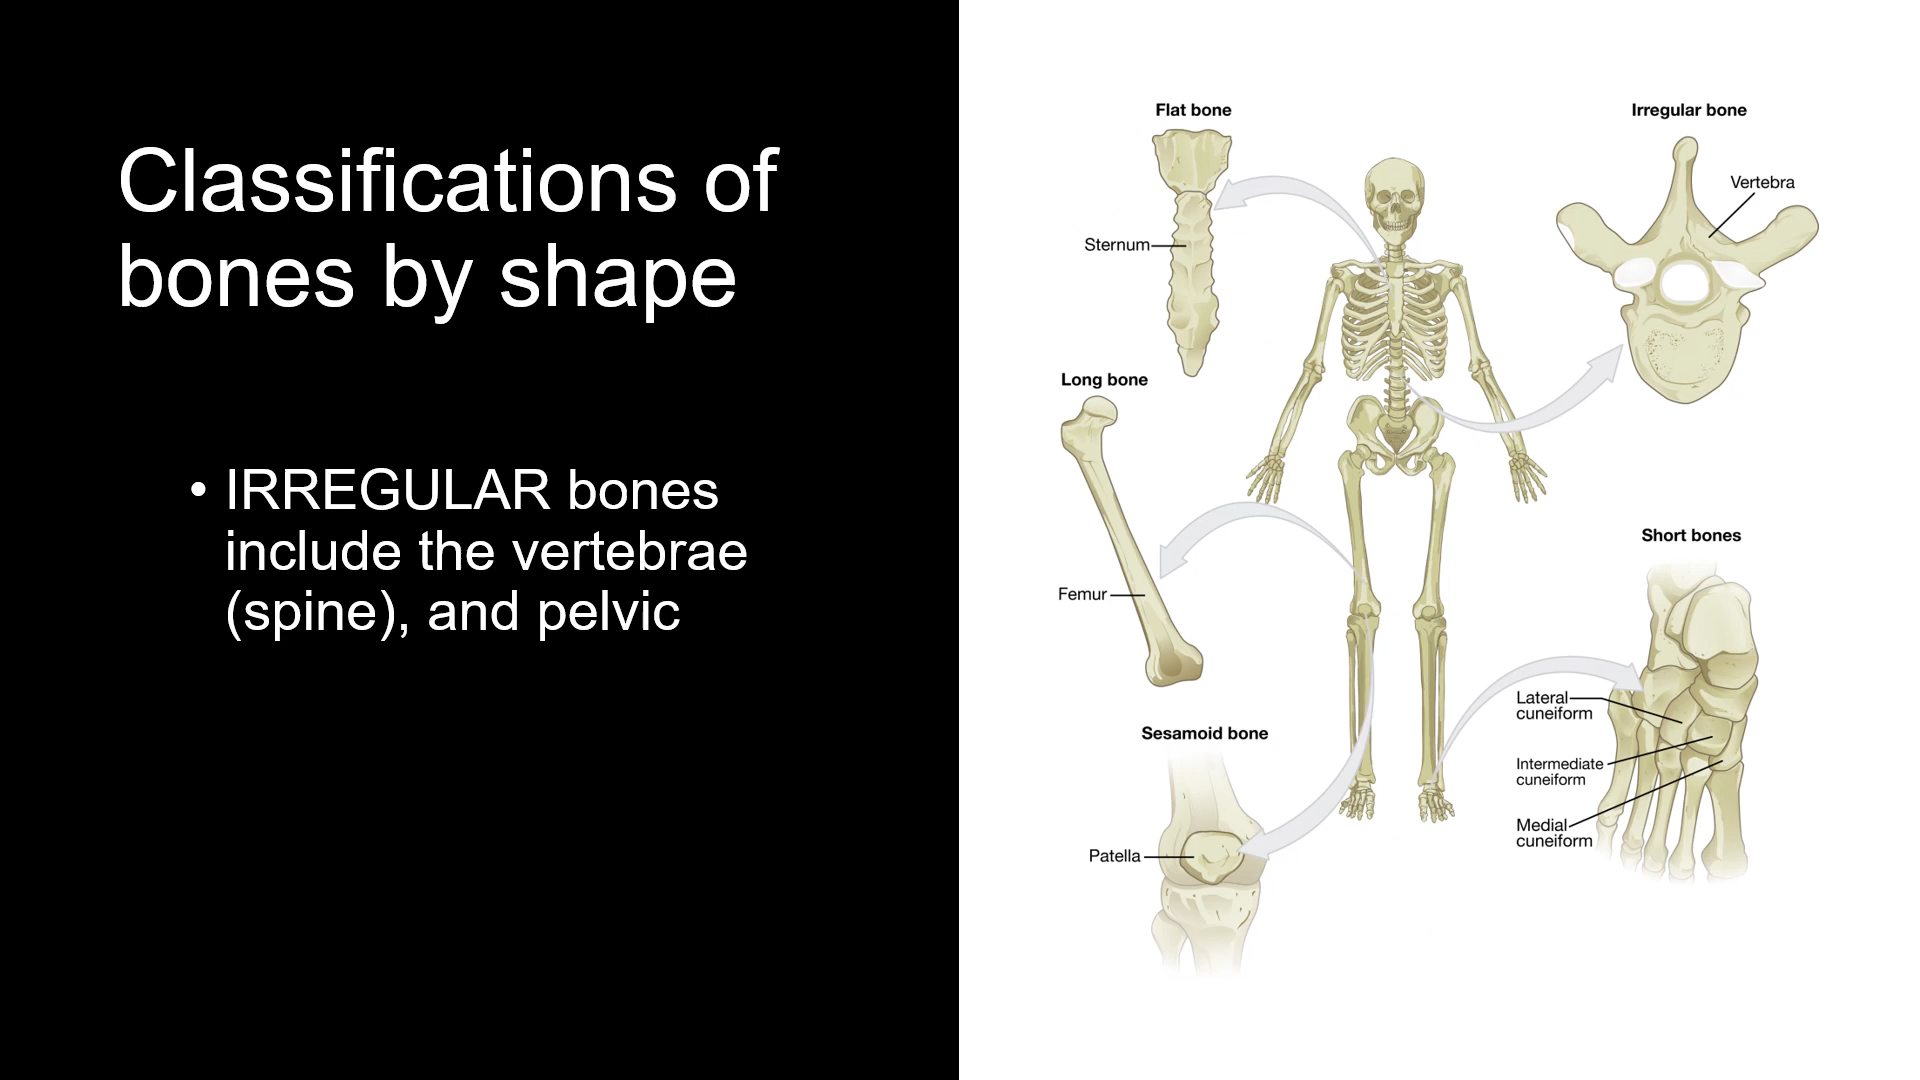 Classifications of
bones by shape
• IRREGULAR bones
include the vertebrae
(spine), and pelvic
Flat bone
Sternum
Irregular bone
Vertebra
Long bone
Femur
Short bones
Lateral
cuneiform
Intermediate
cuneiform
Medial
cuneiform
Sesamoid bone
Patella